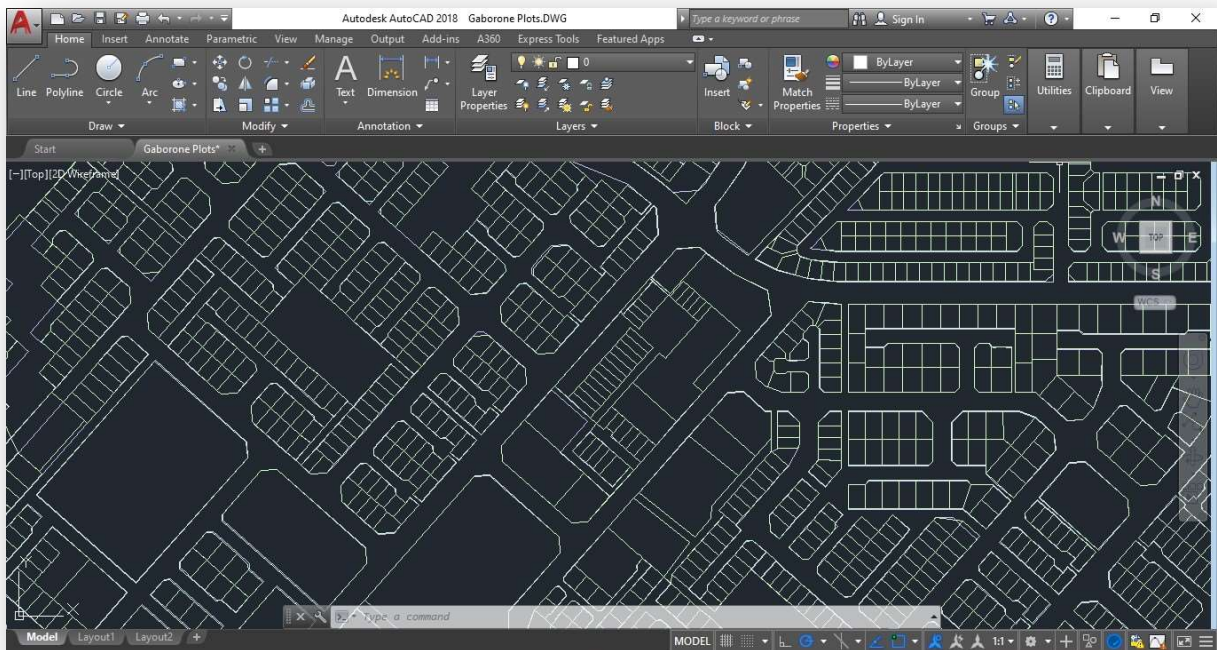 Autodesk AutoCAD 2018 Gaborone Plots.DWG
Type a keyword or phrase
Sign In
Home Insert Annotate Parametric View Manage Output Add-ins A360 Express Tools Featured Apps
0
ByLayer
Line Polyline Circle Arc
Text Dimension
Layer Properties
Insert
Match Properties
ByLayer
ByLayer
Group
Utilities Clipboard View
Draw Modify Annotation Layers Block Properties Groups
Start Gaborone Plots*
[−][Top][2D Wireframe]
N
W TOP E
S
WCS
Y
X
Type a command
Model Layout1 Layout2 +
MODEL 1:1